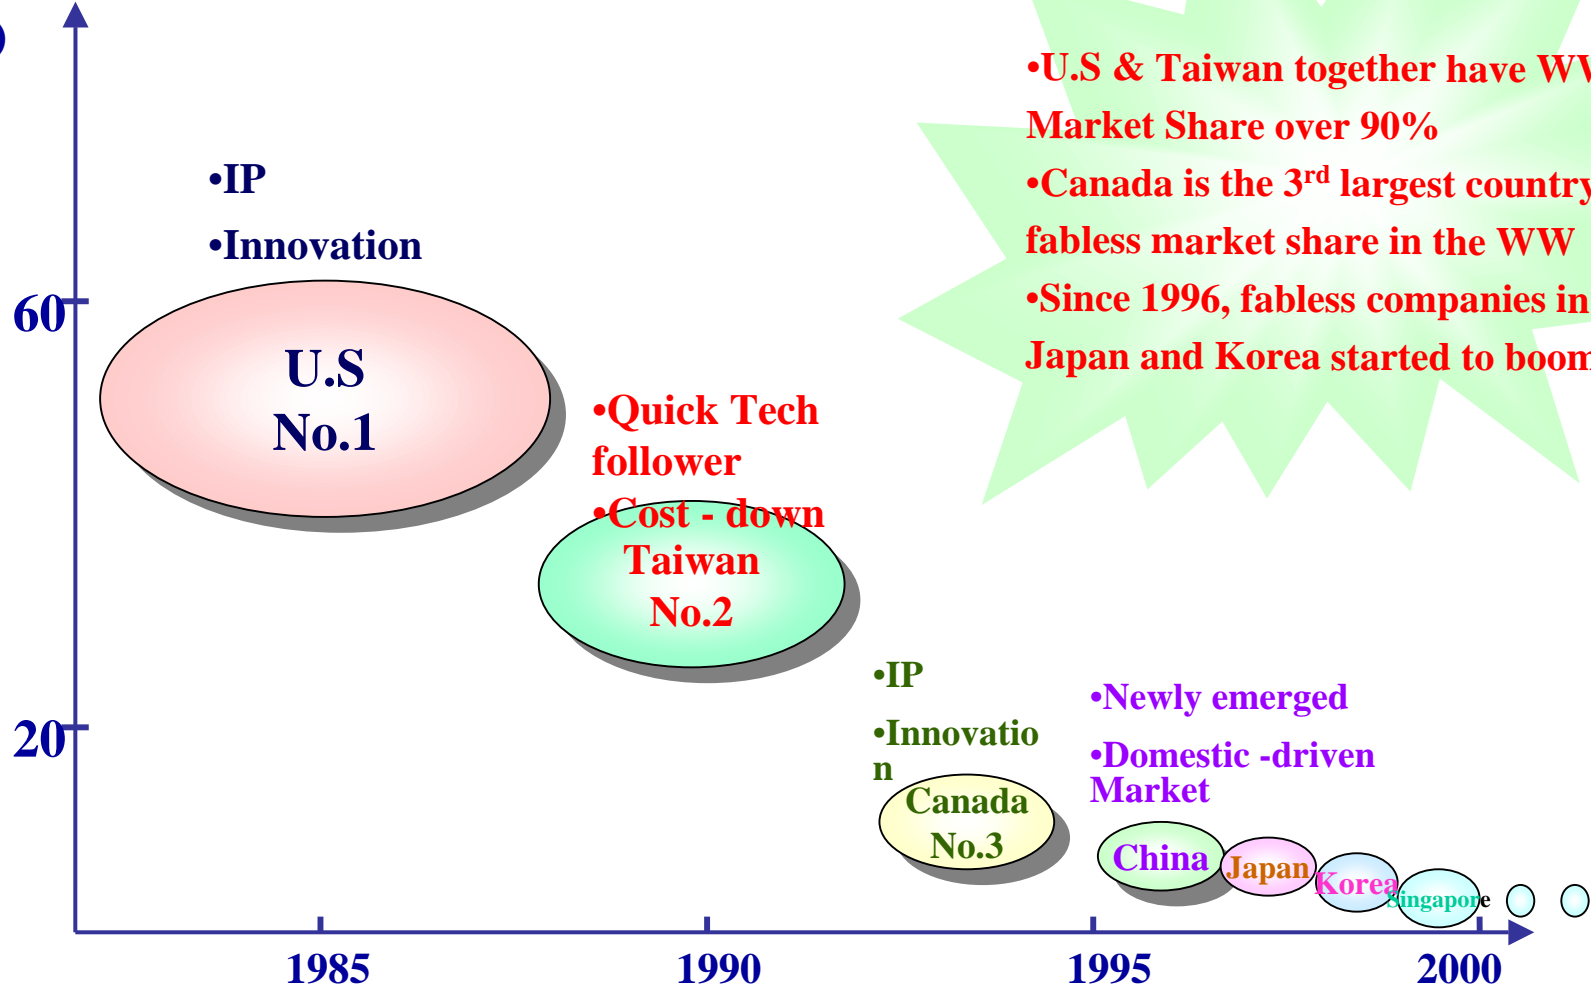 •U.S & Taiwan together have
Market Share over 90%
•Canada is the 3rd largest country
fabless market share in the WW
•Since 1996, fabless companies in
Japan and Korea started to boom
•IP
•Innovation
60
U.S
No.1
•Quick Tech
follower
•Cost - down
Taiwan
No.2
•IP
•Innovatio
n
Canada
No.3
•Newly emerged
•Domestic -driven
Market
20
China
Japan
Korea
Singapore
1985
1990
1995
2000